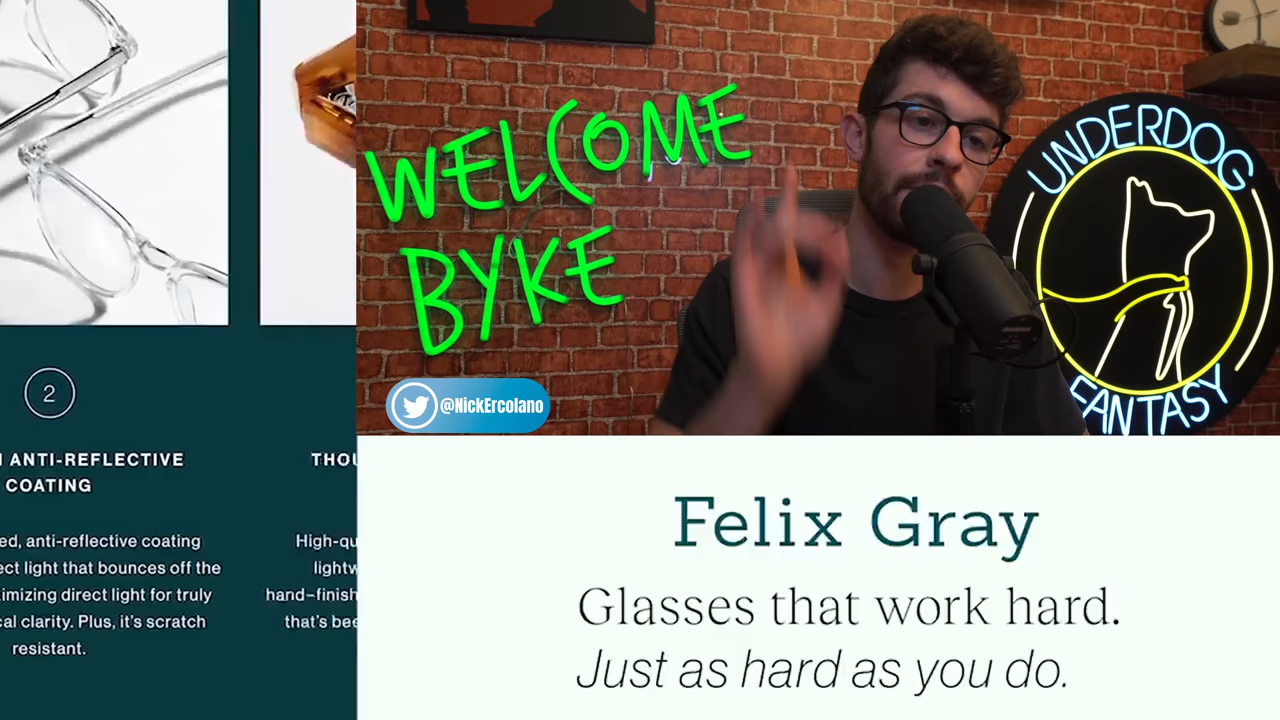 WELCOME
BYKE
UNDERDOG
FANTASY
@NickErcolano
2
ANTI-REFLECTIVE
COATING
ed, anti-reflective coating
ect light that bounces off the
imizing direct light for truly
cal clarity. Plus, it's scratch
resistant.
THOU
High-qu
lightw
hand-finish
that's bee
Felix Gray
Glasses that work hard.
Just as hard as you do.